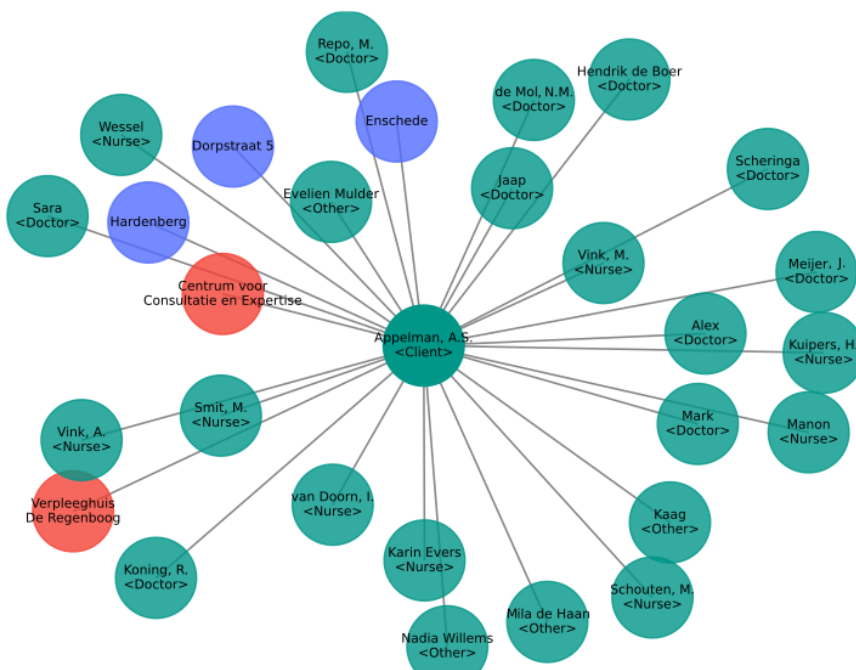 Repo, M.
<Doctor>
Hendrik de Boer
<Doctor>
de Mol, N.M.
<Doctor>
Enschede
Wessel
<Nurse>
Dorpstraat 5
Scheringa
<Doctor>
Jaap
<Doctor>
Evelien Mulder
<Other>
Sara
<Doctor>
Hardenberg
Vink, M.
<Nurse>
Meijer, J.
<Doctor>
Centrum voor
Consultatie en Expertise
Alex
<Doctor>
Appelman, A.S.
<Client>
Kuipers, H.
<Nurse>
Smit, M.
<Nurse>
Mark
<Doctor>
Manon
<Nurse>
Vink, A.
<Nurse>
Verpleeghuis
De Regenboog
van Doorn, I.
<Nurse>
Kaag
<Other>
Karin Evers
<Nurse>
Koning, R.
<Doctor>
Schouten, M.
<Nurse>
Mila de Haan
<Other>
Nadia Willems
<Other>